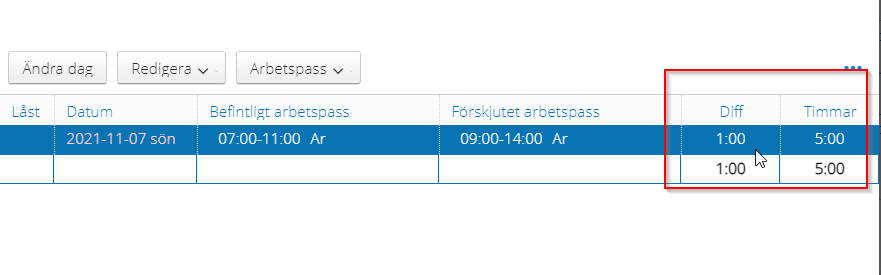 Ändra dag Redigera Arbetspass
Låst Datum Befintligt arbetspass Förskjutet arbetspass Diff Timmar
2021-11-07 sön 07:00-11:00 Ar 09:00-14:00 Ar 1:00 5:00
1:00 5:00